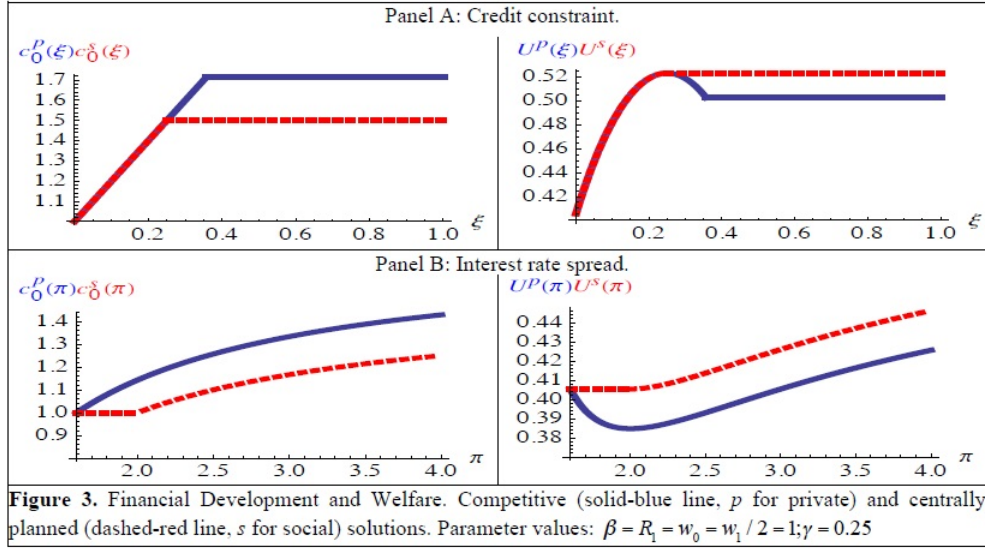 Panel A: Credit constraint.
c_0^p(ξ)c_0^s(ξ)
1.7
1.6
1.5
1.4
1.3
1.2
1.1
0.2 0.4 0.6 0.8 1.0 ξ
U^p(ξ)U^s(ξ)
0.52
0.50
0.48
0.46
0.44
0.42
0.2 0.4 0.6 0.8 1.0 ξ
Panel B: Interest rate spread.
c_0^p(π)c_0^s(π)
1.4
1.3
1.2
1.1
1.0
0.9
2.0 2.5 3.0 3.5 4.0 π
U^p(π)U^s(π)
0.44
0.43
0.42
0.41
0.40
0.39
0.38
2.0 2.5 3.0 3.5 4.0 π
Figure 3. Financial Development and Welfare. Competitive (solid-blue line, p for private) and centrally
planned (dashed-red line, s for social) solutions. Parameter values: β = R_1 = w_0 = w_1 / 2 = 1; γ = 0.25